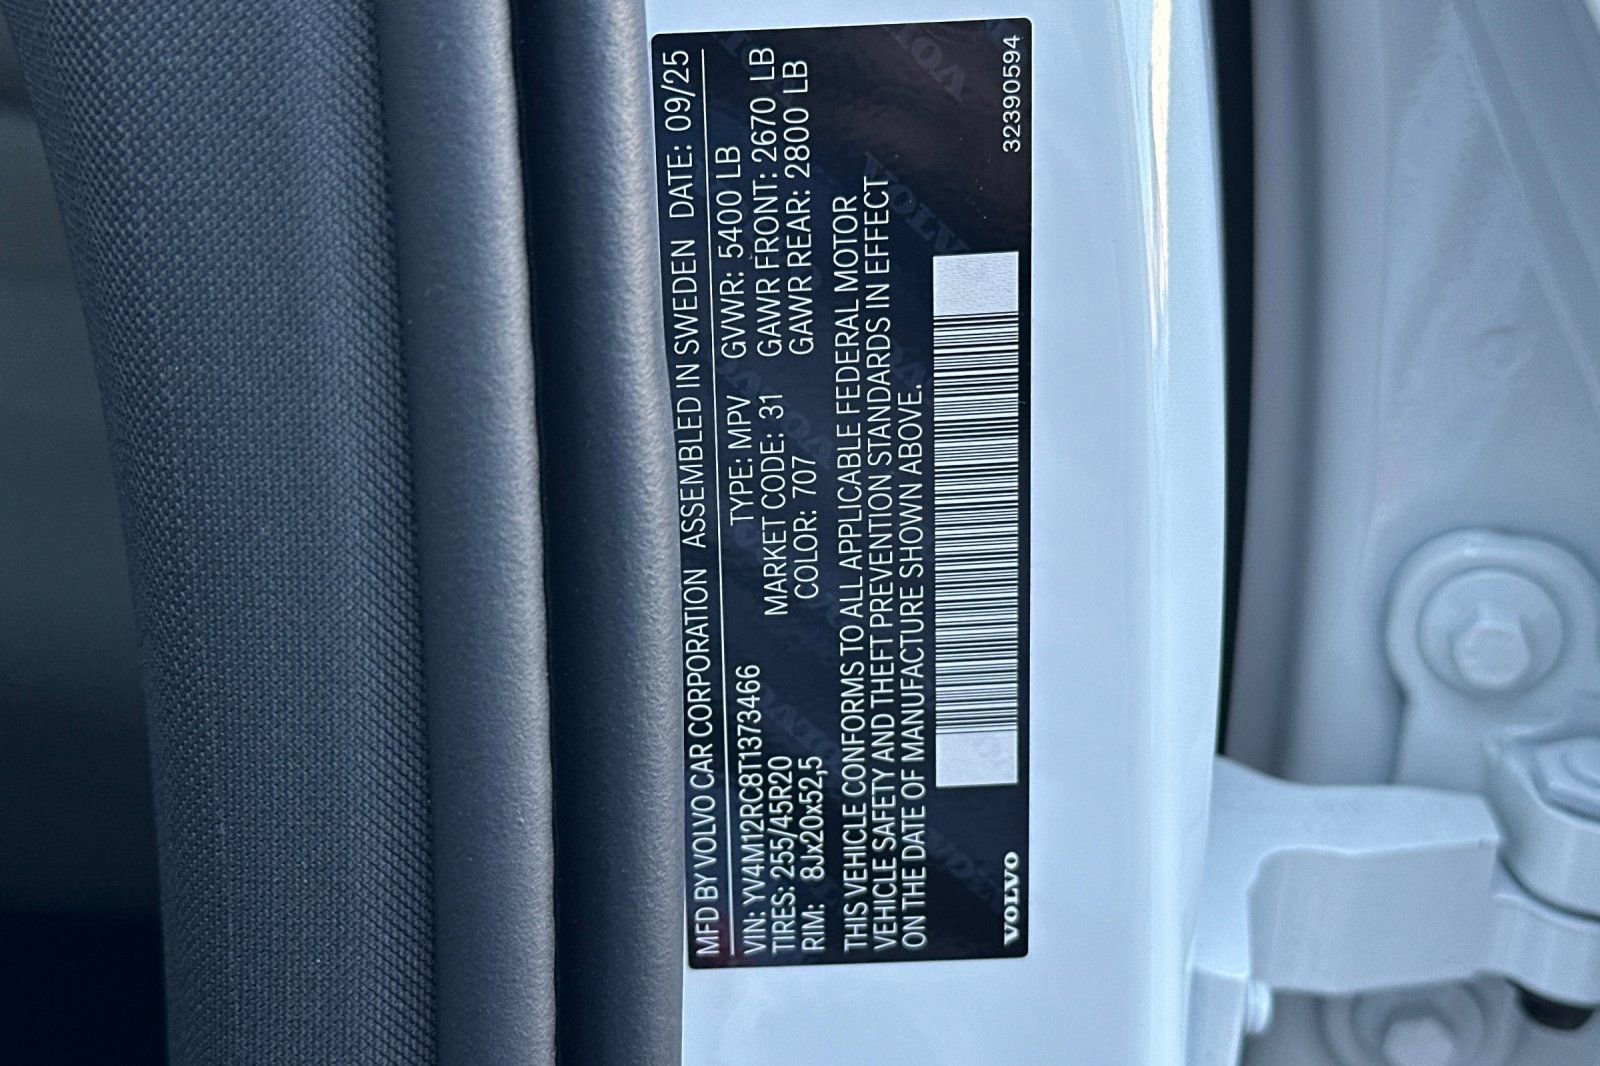 MFD BY VOLVO CAR CORPORATION ASSEMBLED IN SWEDEN DATE: 09/25
VIN: YV4M12RC8T1373466 TYPE: MPV GVWR: 5400 LB
TIRES: 255/45R20 MARKET CODE: 31 GAWR FRONT: 2670 LB
RIM: 8Jx20x52,5 COLOR: 707 GAWR REAR: 2800 LB
THIS VEHICLE CONFORMS TO ALL APPLICABLE FEDERAL MOTOR
VEHICLE SAFETY AND THEFT PREVENTION STANDARDS IN EFFECT
ON THE DATE OF MANUFACTURE SHOWN ABOVE.
VOLVO 32390594